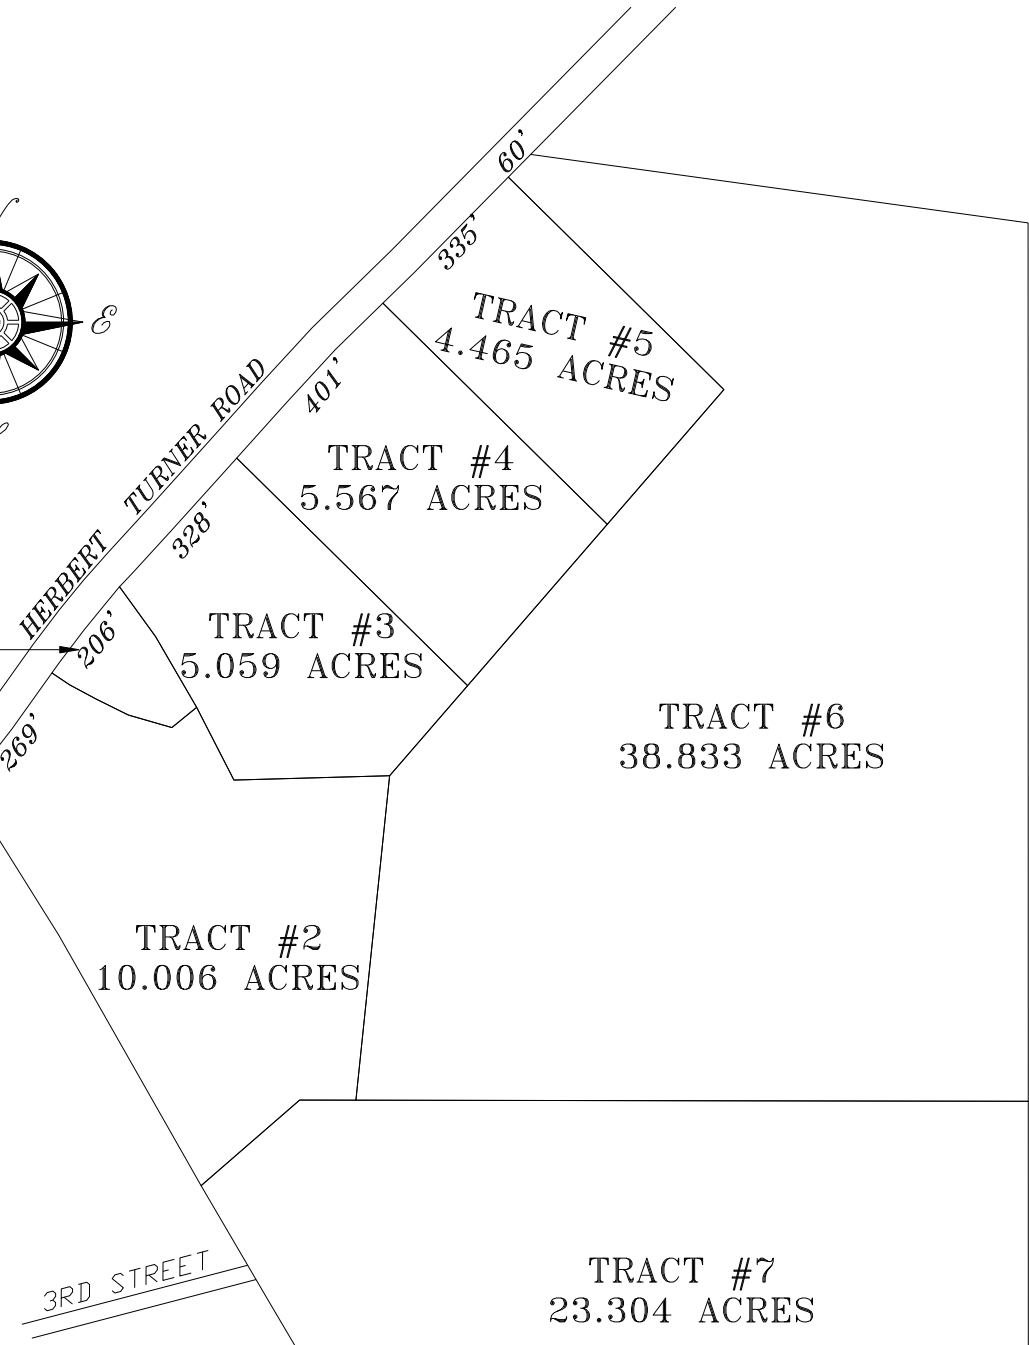 60'
335'
TRACT #5
4.465 ACRES
E
401'
HERBERT TURNER ROAD
TRACT #4
5.567 ACRES
328'
TRACT #3
5.059 ACRES
206'
269'
TRACT #6
38.833 ACRES
TRACT #2
10.006 ACRES
3RD STREET
TRACT #7
23.304 ACRES